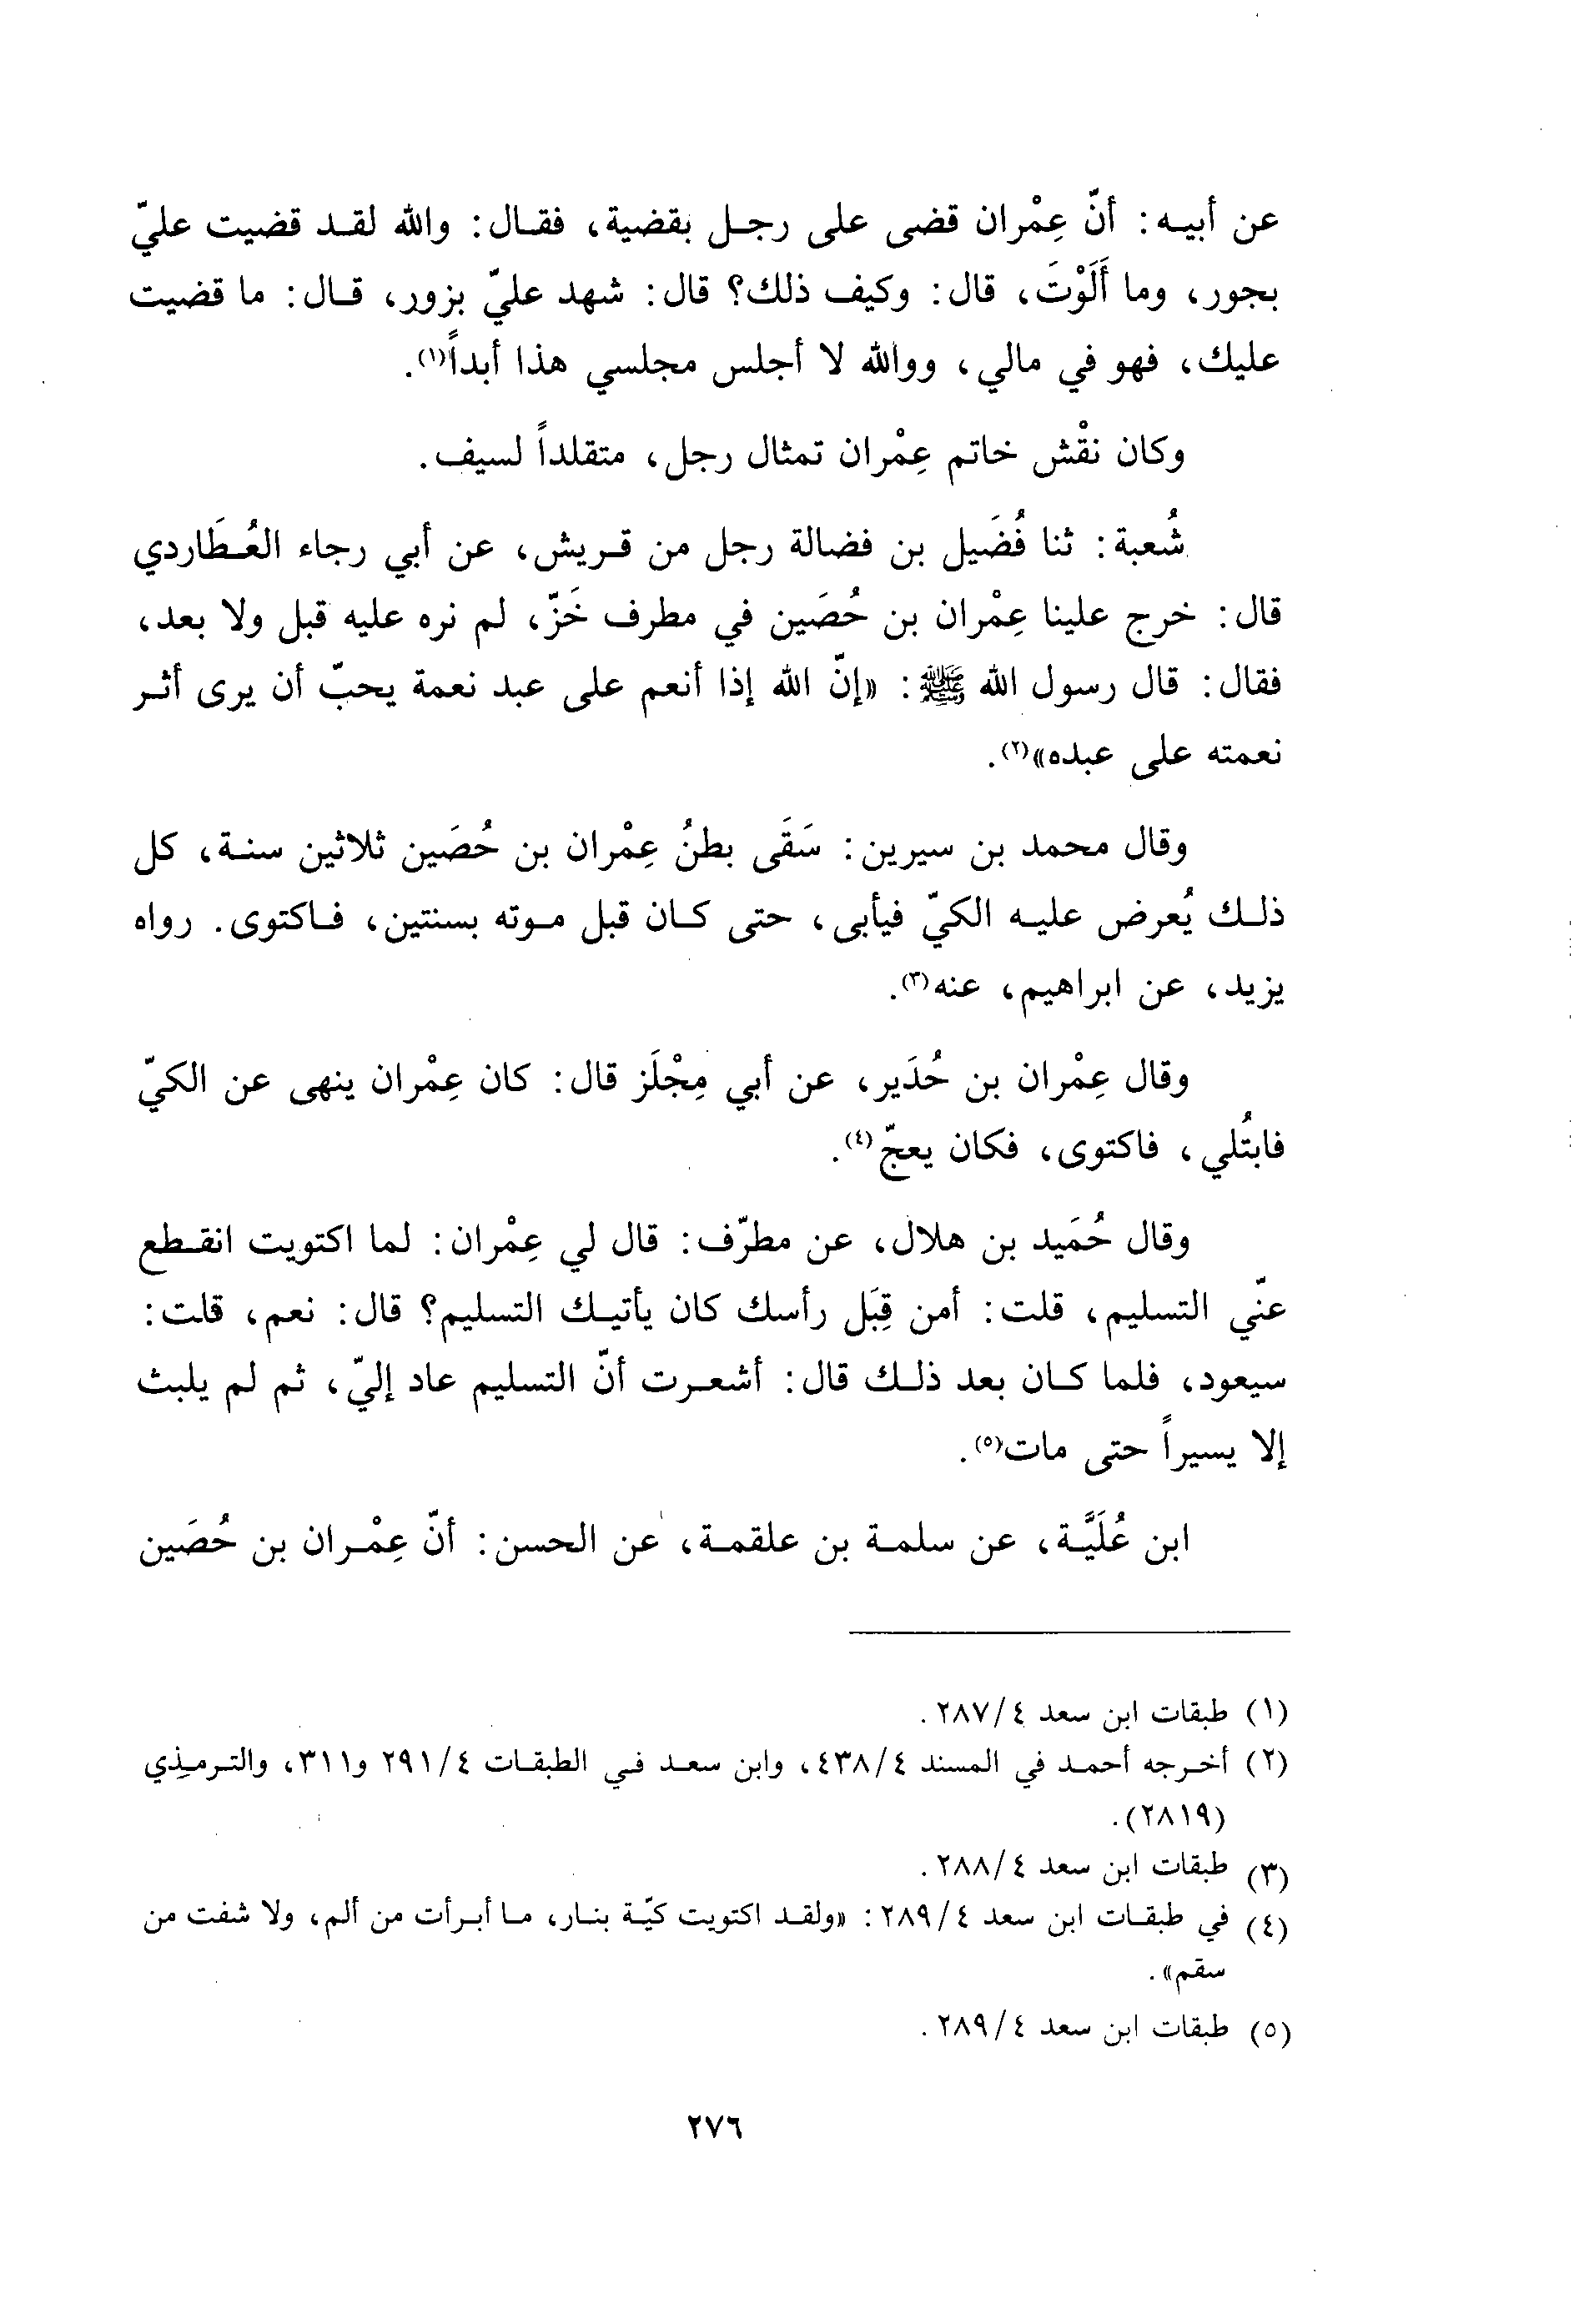 عن أبيه: أنّ عِمْران قضى على رجل بقضية، فقال: والله لقد قضيت عليّ
بجور، وما أَلَوْتَ، قال: وكيف ذلك؟ قال: شهد عليّ بزور، قال: ما قضيت
عليك، فهو في مالي، ووالله لا أجلس مجلسي هذا أبداً(١).
وكان نقْش خاتم عِمْران تمثال رجل، متقلداً لسيف.
شُعبة: ثنا فُضَيل بن فضالة رجل من قريش، عن أبي رجاء العُطَاردي
قال: خرج علينا عِمْران بن حُصَين في مطرف خَزّ، لم نره عليه قبل ولا بعد،
فقال: قال رسول الله ﷺ: «إنّ الله إذا أنعم على عبد نعمة يحبّ أن يرى أثر
نعمته على عبده»(٢).
وقال محمد بن سيرين: سَقَى بطنُ عِمْران بن حُصَين ثلاثين سنة، كل
ذلك يُعرض عليه الكيّ فيأبى، حتى كان قبل موته بسنتين، فاكتوى. رواه
يزيد، عن ابراهيم، عنه(٣).
وقال عِمْران بن حُدَير، عن أبي مِجْلَز قال: كان عِمْران ينهى عن الكيّ
فابتُلي، فاكتوى، فكان يعجّ(٤).
وقال حُمَيد بن هلال، عن مطرّف: قال لي عِمْران: لما اكتويت انقطع
عنّي التسليم، قلت: أمن قِبَل رأسك كان يأتيك التسليم؟ قال: نعم، قلت:
سيعود، فلما كان بعد ذلك قال: أشعرت أنّ التسليم عاد إليّ، ثم لم يلبث
إلا يسيراً حتى مات(٥).
ابن عُلَيَّة، عن سلمة بن علقمة، عن الحسن: أنّ عِمْران بن حُصَين
(١) طبقات ابن سعد ٢٨٧/٤.
(٢) أخرجه أحمد في المسند ٤٣٨/٤، وابن سعد في الطبقات ٢٩١/٤ و٣١١، والترمذي
(٢٨١٩).
(٣) طبقات ابن سعد ٢٨٨/٤.
(٤) في طبقات ابن سعد ٢٨٩/٤: «ولقد اكتويت كيّة بنار، ما أبرأت من ألم، ولا شفت من
سقم».
(٥) طبقات ابن سعد ٢٨٩/٤.
٢٧٦